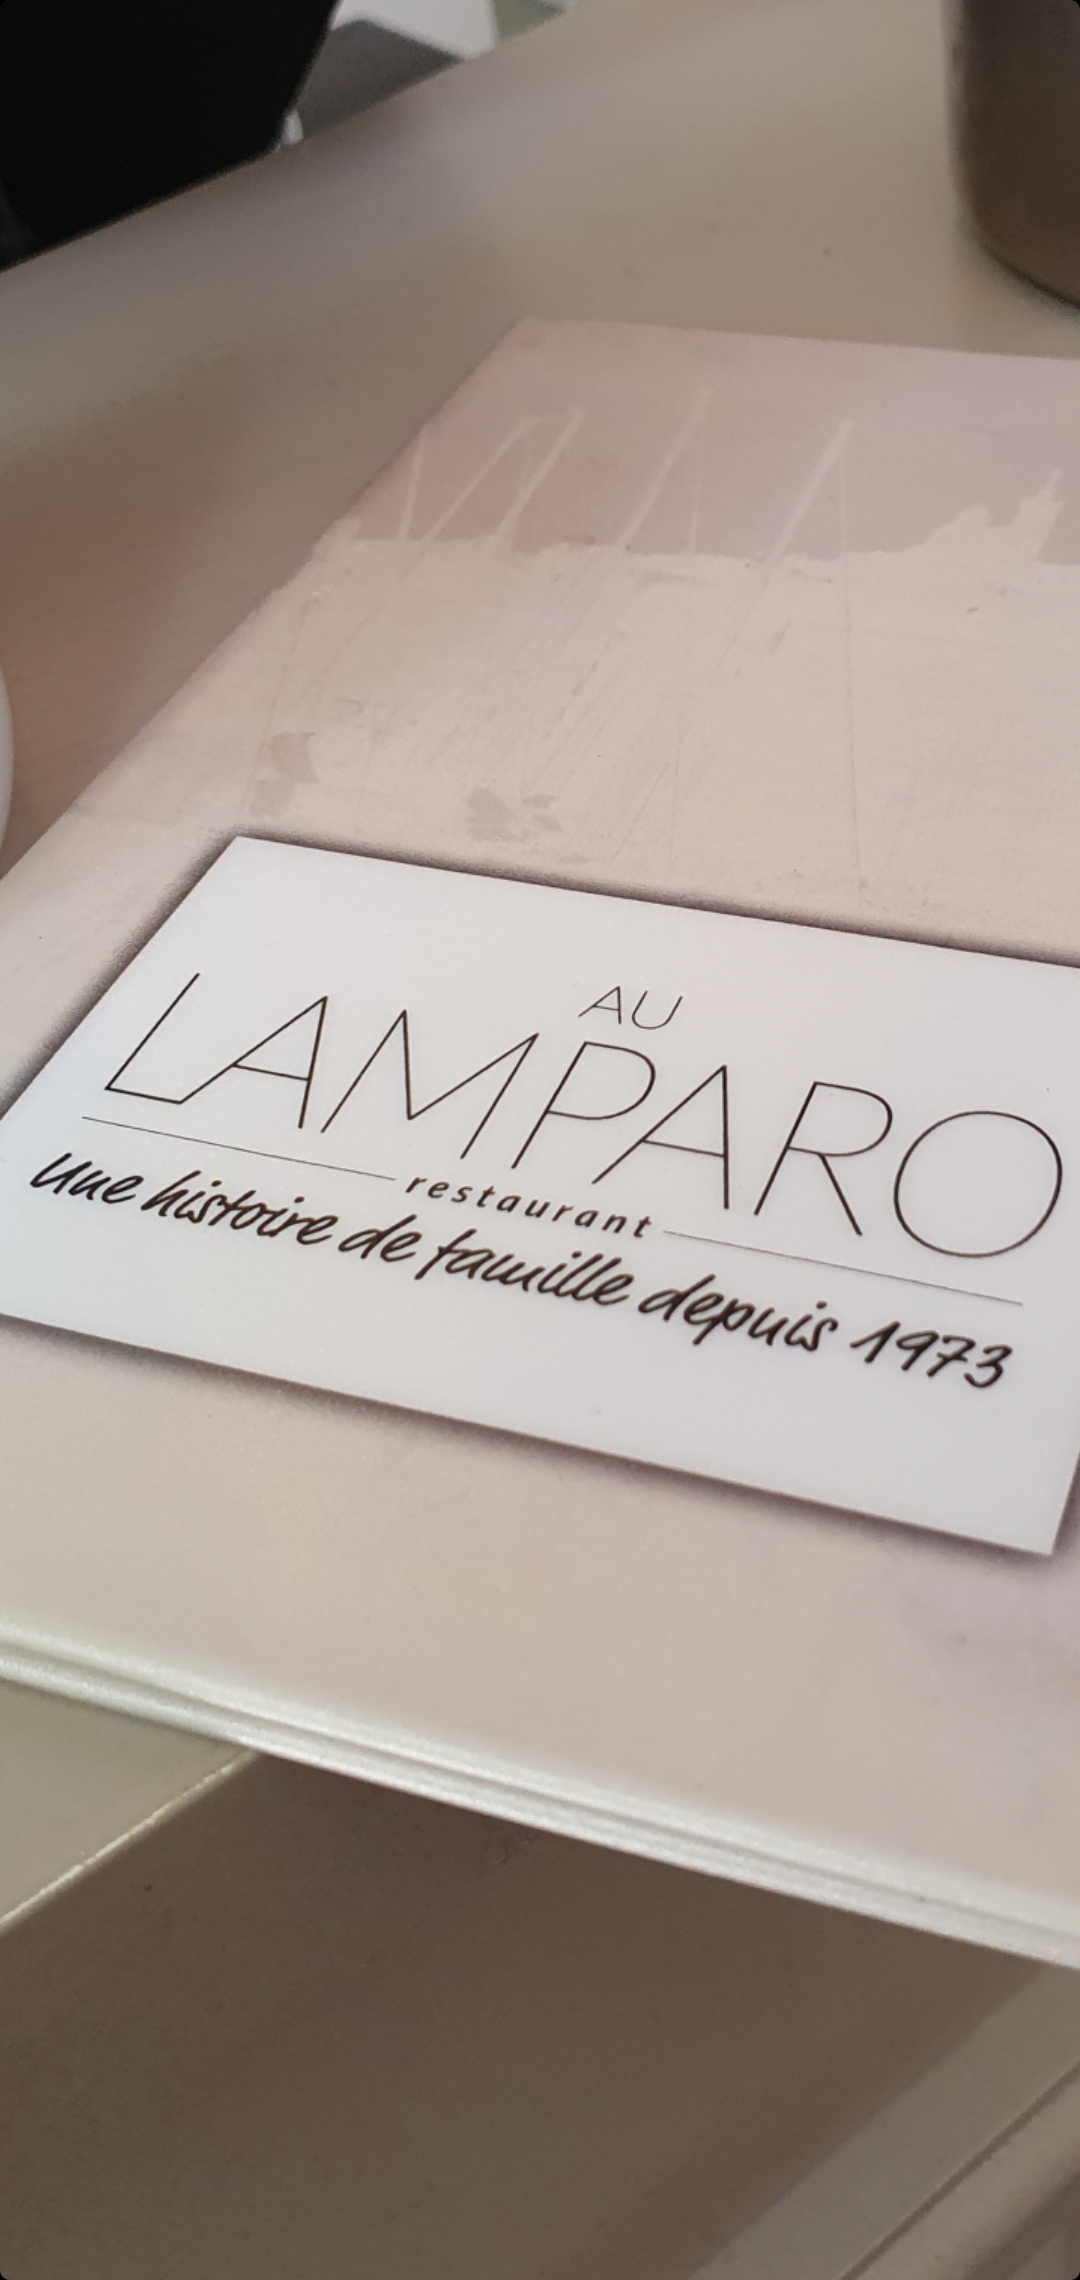 AU
LAMPARO
restaurant
Une histoire de famille depuis 1973